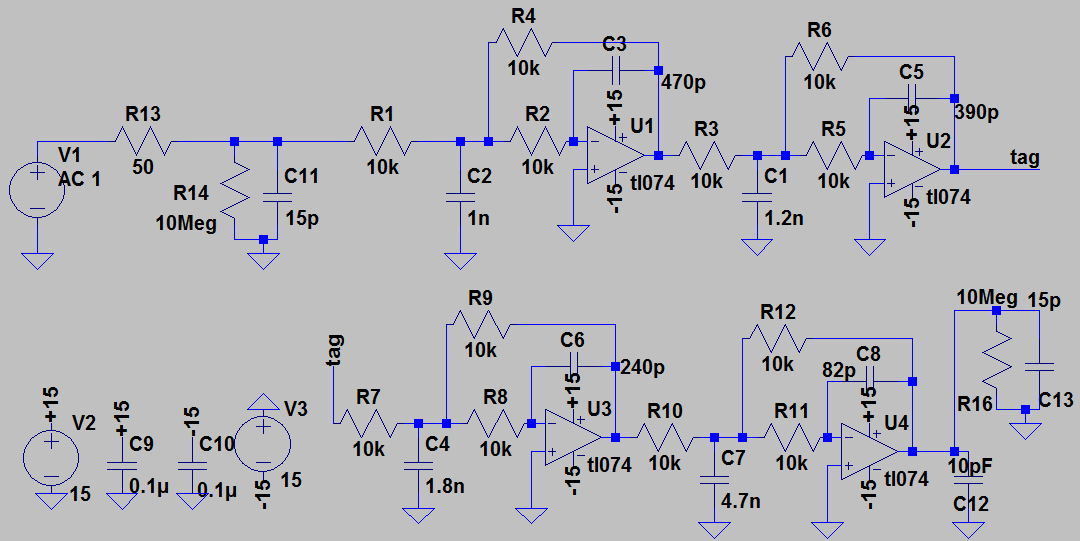 R4
R6
C3
10k
470p
10k
C5
390p
+15
+15
R13
R1
R2
U1
R3
R5
U2
tag
V1
AC 1
50
10k
10k
10k
10k
R14
10Meg
C11
15p
C2
1n
-15
tl074
C1
1.2n
-15
tl074
R9
10k
C6
240p
R12
10k
C8
82p
10Meg
15p
tag
+15
+15
R16
C13
R7
R8
U3
R10
R11
U4
10k
10k
10k
10k
C4
1.8n
-15
tl074
C7
4.7n
-15
tl074
10pF
C12
+15
V2
15
+15
C9
0.1µ
-15
C10
0.1µ
V3
15
-15